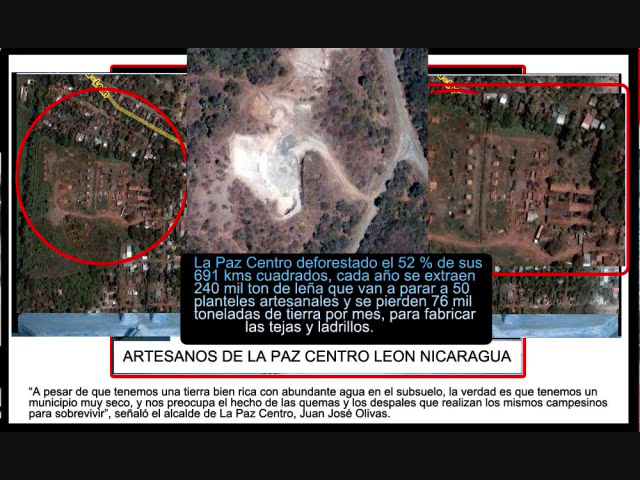 La Paz Centro deforestado el 52 % de sus
691 kms cuadrados, cada año se extraen
240 mil ton de leña que van a parar a 50
planteles artesanales y se pierden 76 mil
toneladas de tierra por mes, para fabricar
las tejas y ladrillos.
ARTESANOS DE LA PAZ CENTRO LEON NICARAGUA
“A pesar de que tenemos una tierra bien rica con abundante agua en el subsuelo, la verdad es que tenemos un
municipio muy seco, y nos preocupa el hecho de las quemas y los despales que realizan los mismos campesinos
para sobrevivir”, señaló el alcalde de La Paz Centro, Juan José Olivas.